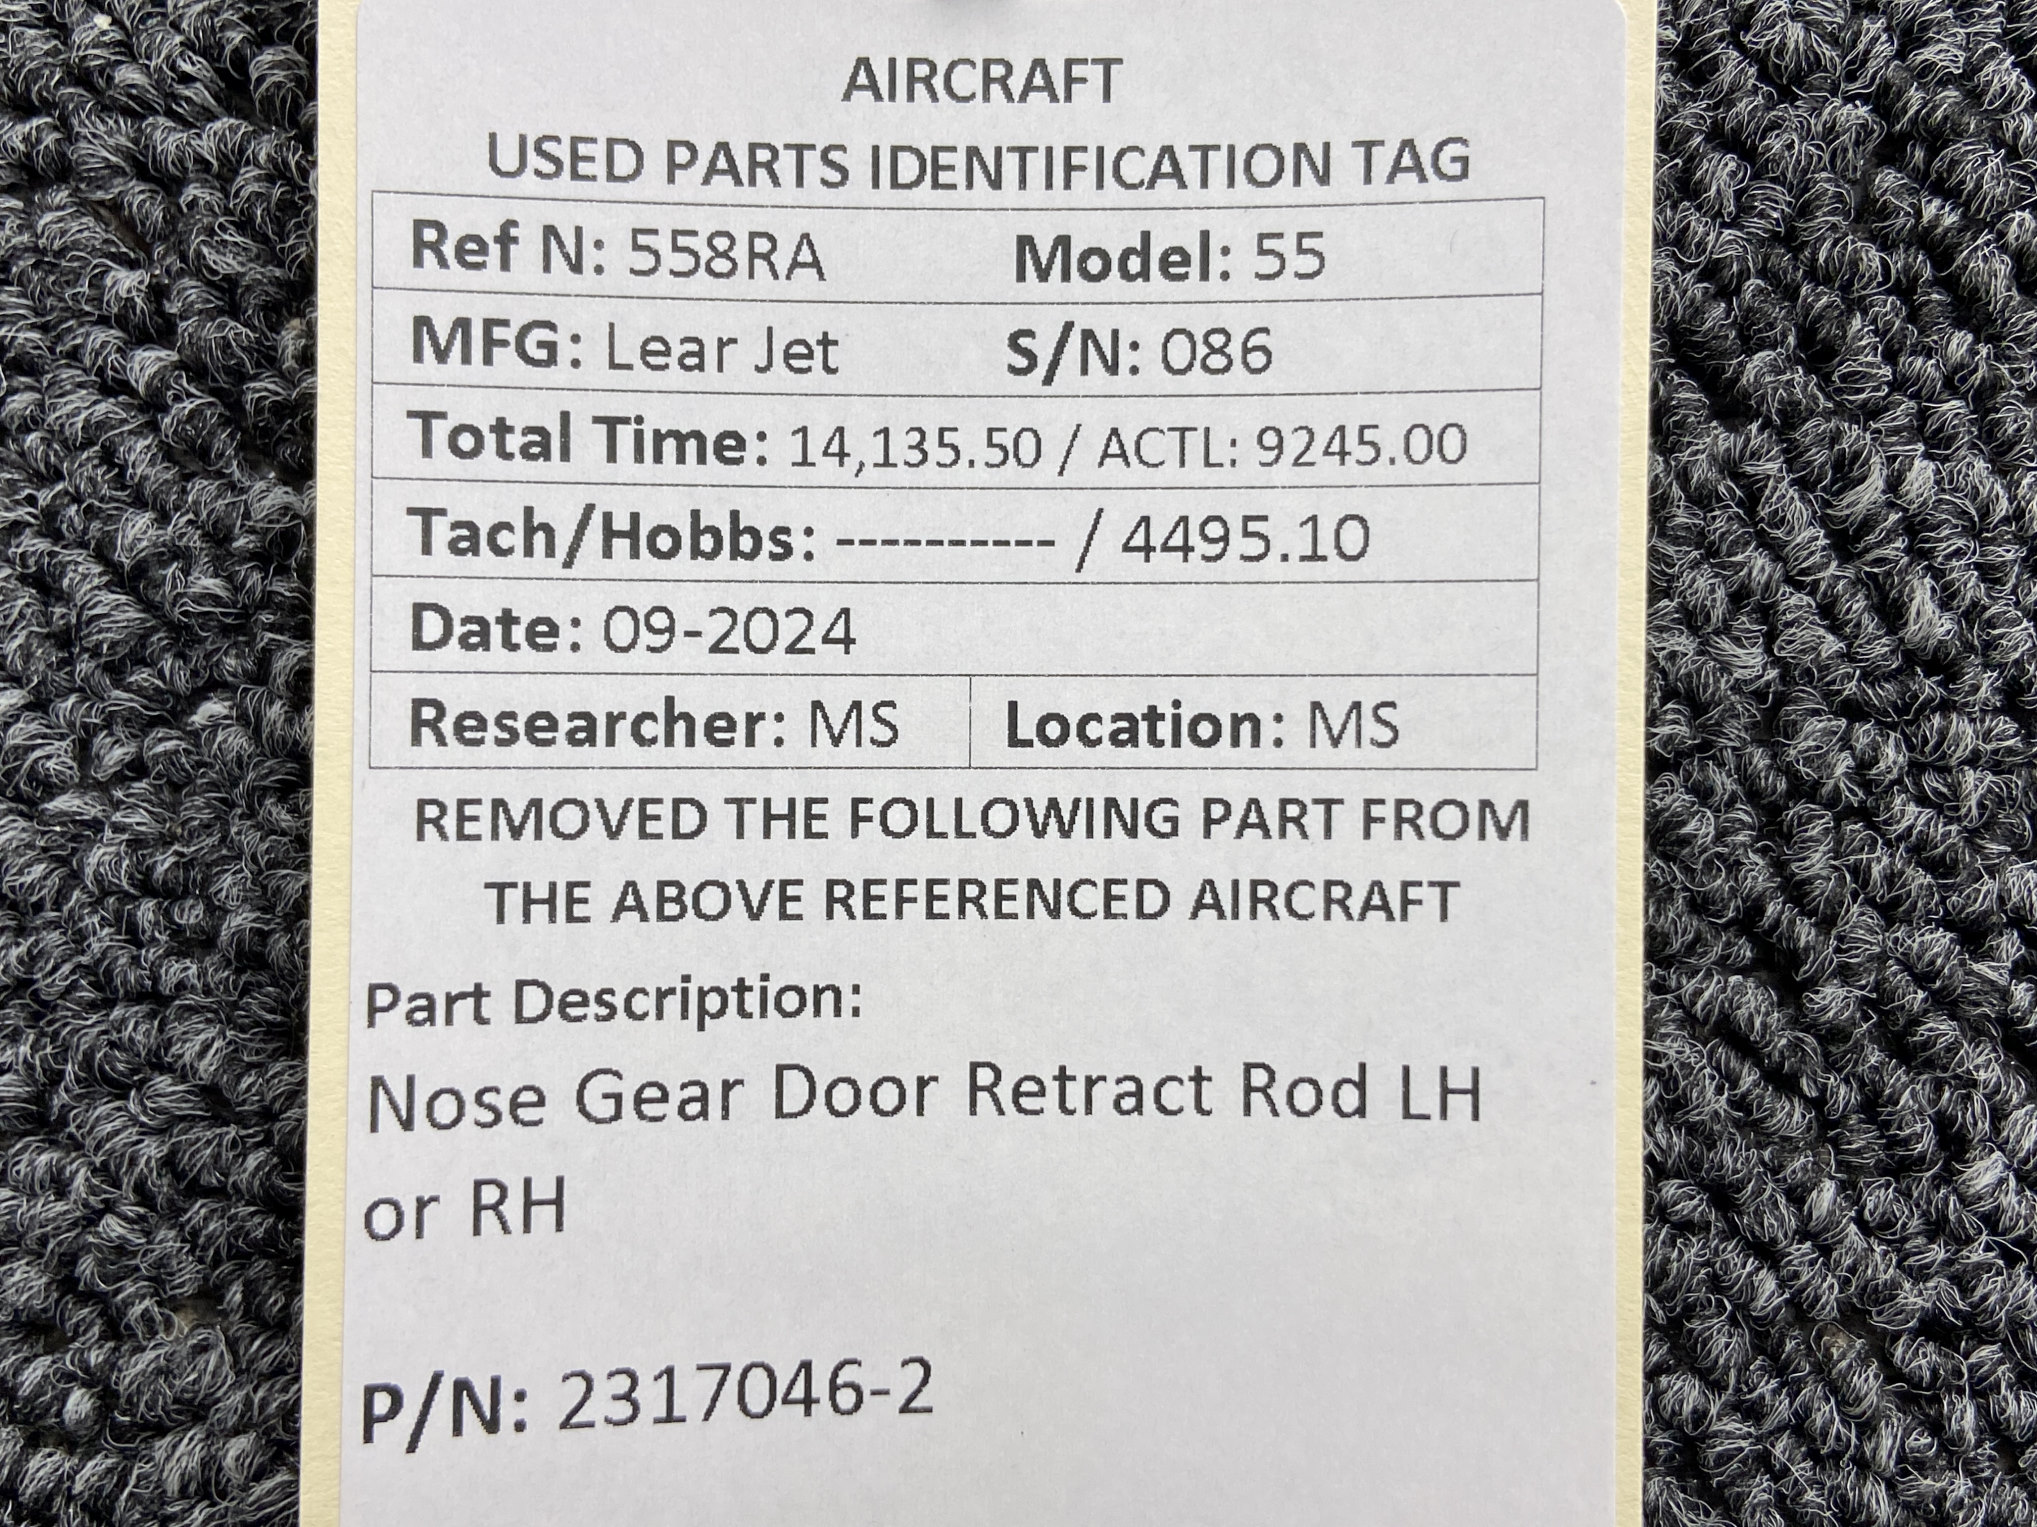 AIRCRAFT
USED PARTS IDENTIFICATION TAG
Ref N: 558RA Model: 55
MFG: Lear Jet S/N: 086
Total Time: 14,135.50 / ACTL: 9245.00
Tach/Hobbs: ---------- / 4495.10
Date: 09-2024
Researcher: MS Location: MS
REMOVED THE FOLLOWING PART FROM
THE ABOVE REFERENCED AIRCRAFT
Part Description:
Nose Gear Door Retract Rod LH
or RH
P/N: 2317046-2